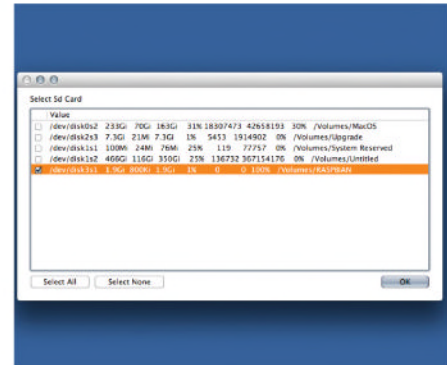 Select Sd Card
Value
/dev/disk0s2 233Gi 70Gi 163Gi 31% 18307473 42658193 30% /Volumes/MacOS
/dev/disk2s3 7.3Gi 21Mi 7.3Gi 1% 5453 1914902 0% /Volumes/Upgrade
/dev/disk1s1 100Mi 24Mi 76Mi 25% 119 77757 0% /Volumes/System Reserved
/dev/disk1s2 466Gi 116Gi 350Gi 25% 136732 367154176 0% /Volumes/Untitled
/dev/disk3s1 1.9Gi 800Ki 1.9Gi 1% 0 0 100% /Volumes/RASPBIAN
Select All Select None OK